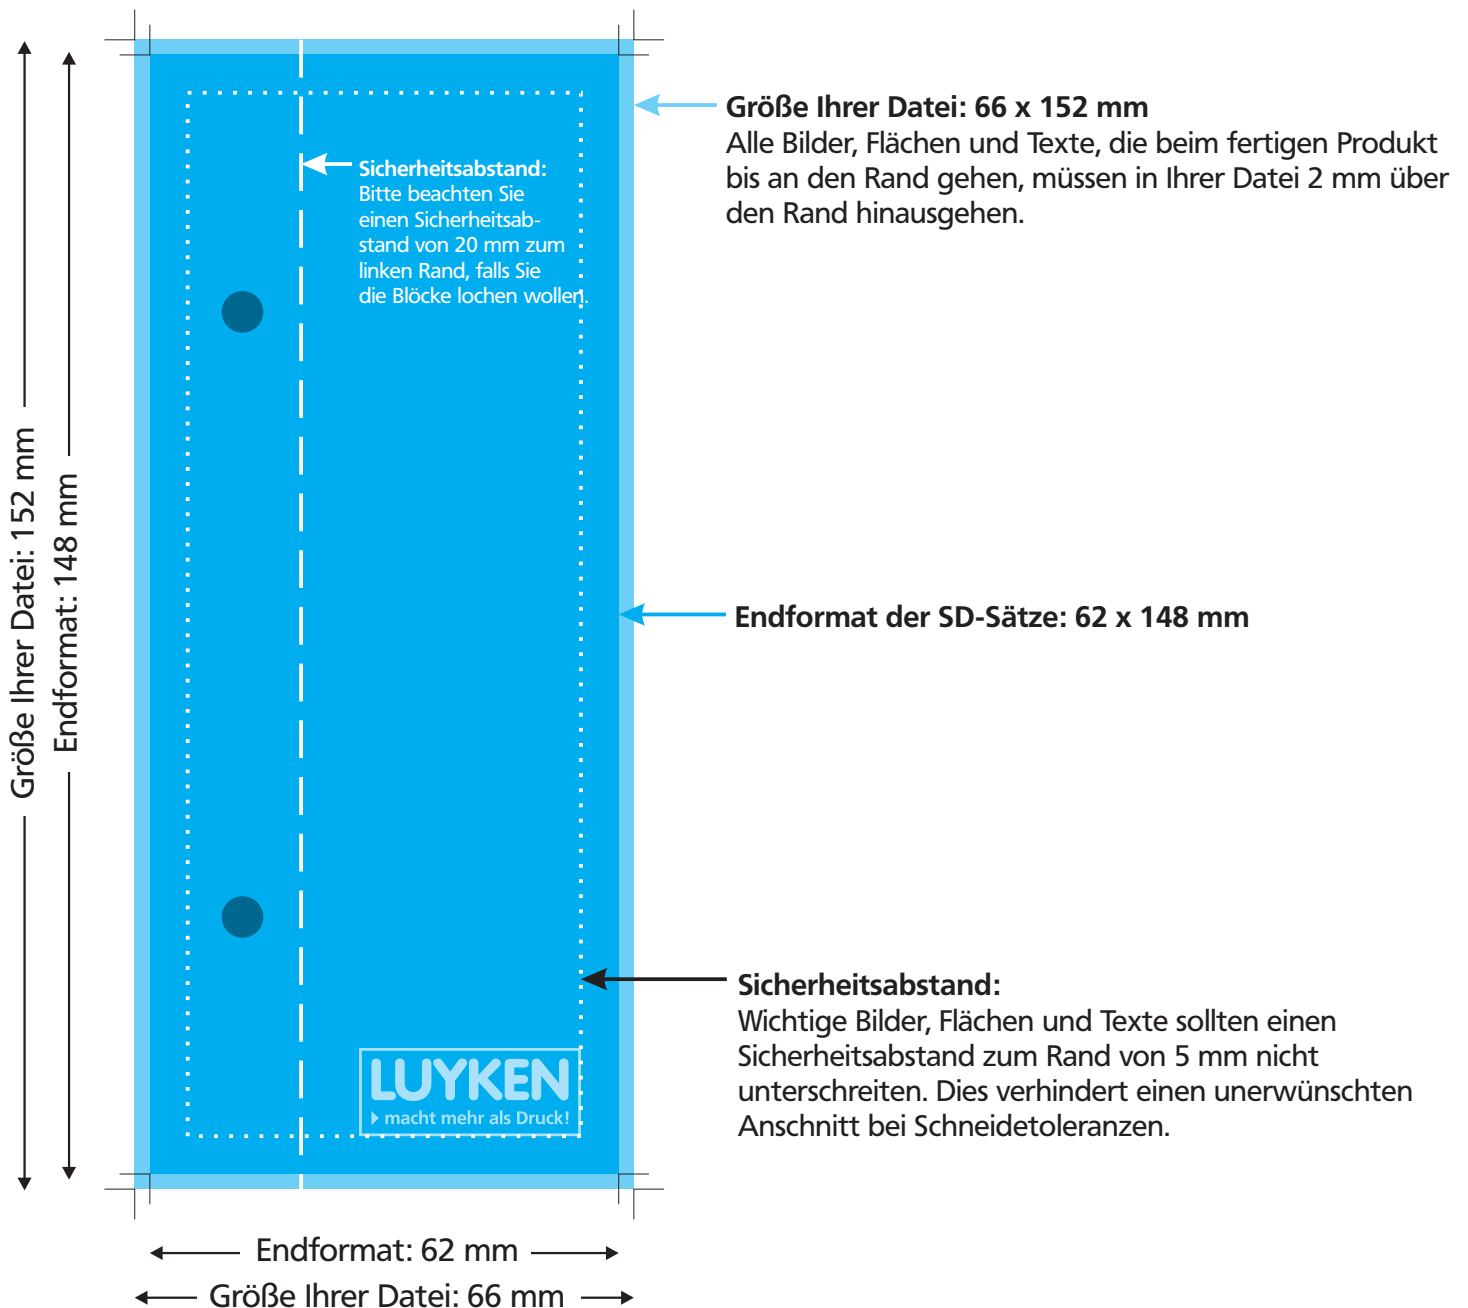 Größe Ihrer Datei: 66 x 152 mm
Alle Bilder, Flächen und Texte, die beim fertigen Produkt
bis an den Rand gehen, müssen in Ihrer Datei 2 mm über
den Rand hinausgehen.
Sicherheitsabstand:
Bitte beachten Sie
einen Sicherheitsab-
stand von 20 mm zum
linken Rand, falls Sie
die Blöcke lochen wollen.
Größe Ihrer Datei: 152 mm
Endformat: 148 mm
Endformat der SD-Sätze: 62 x 148 mm
Sicherheitsabstand:
Wichtige Bilder, Flächen und Texte sollten einen
Sicherheitsabstand zum Rand von 5 mm nicht
unterschreiten. Dies verhindert einen unerwünschten
Anschnitt bei Schneidetoleranzen.
LUYKEN
macht mehr als Druck!
Endformat: 62 mm
Größe Ihrer Datei: 66 mm